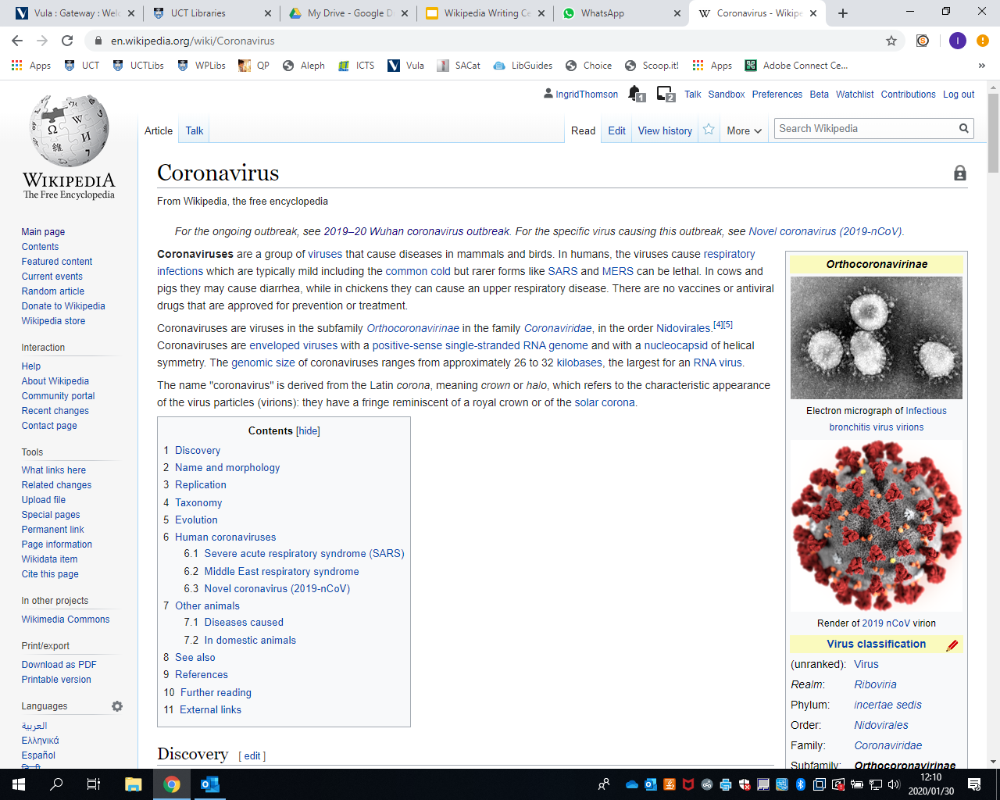 Vula : Gateway : Welc
UCT Libraries
My Drive - Google D
Wikipedia Writing Ce
WhatsApp
Coronavirus - Wikipe
en.wikipedia.org/wiki/Coronavirus
Apps UCT UCTLibs WPLibs QP Aleph ICTS Vula SACat LibGuides Choice Scoop.it! Apps Adobe Connect Ce... »
IngridThomson 1 2 Talk Sandbox Preferences Beta Watchlist Contributions Log out
Article Talk Read Edit View history More Search Wikipedia
WIKIPEDIA
The Free Encyclopedia
Main page
Contents
Featured content
Current events
Random article
Donate to Wikipedia
Wikipedia store
Interaction
Help
About Wikipedia
Community portal
Recent changes
Contact page
Tools
What links here
Related changes
Upload file
Special pages
Permanent link
Page information
Wikidata item
Cite this page
In other projects
Wikimedia Commons
Print/export
Download as PDF
Printable version
Languages
العربية
Ελληνικά
Español
Coronavirus
From Wikipedia, the free encyclopedia
For the ongoing outbreak, see 2019–20 Wuhan coronavirus outbreak. For the specific virus causing this outbreak, see Novel coronavirus (2019-nCoV).
Coronaviruses are a group of viruses that cause diseases in mammals and birds. In humans, the viruses cause respiratory
infections which are typically mild including the common cold but rarer forms like SARS and MERS can be lethal. In cows and
pigs they may cause diarrhea, while in chickens they can cause an upper respiratory disease. There are no vaccines or antiviral
drugs that are approved for prevention or treatment.
Coronaviruses are viruses in the subfamily Orthocoronavirinae in the family Coronaviridae, in the order Nidovirales.[4][5]
Coronaviruses are enveloped viruses with a positive-sense single-stranded RNA genome and with a nucleocapsid of helical
symmetry. The genomic size of coronaviruses ranges from approximately 26 to 32 kilobases, the largest for an RNA virus.
The name "coronavirus" is derived from the Latin corona, meaning crown or halo, which refers to the characteristic appearance
of the virus particles (virions): they have a fringe reminiscent of a royal crown or of the solar corona.
Contents [hide]
1 Discovery
2 Name and morphology
3 Replication
4 Taxonomy
5 Evolution
6 Human coronaviruses
6.1 Severe acute respiratory syndrome (SARS)
6.2 Middle East respiratory syndrome
6.3 Novel coronavirus (2019-nCoV)
7 Other animals
7.1 Diseases caused
7.2 In domestic animals
8 See also
9 References
10 Further reading
11 External links
Discovery [ edit ]
Orthocoronavirinae
Electron micrograph of Infectious
bronchitis virus virions
Render of 2019 nCoV virion
Virus classification
(unranked): Virus
Realm: Riboviria
Phylum: incertae sedis
Order: Nidovirales
Family: Coronaviridae
Subfamily: Orthocoronavirinae
12:10
2020/01/30